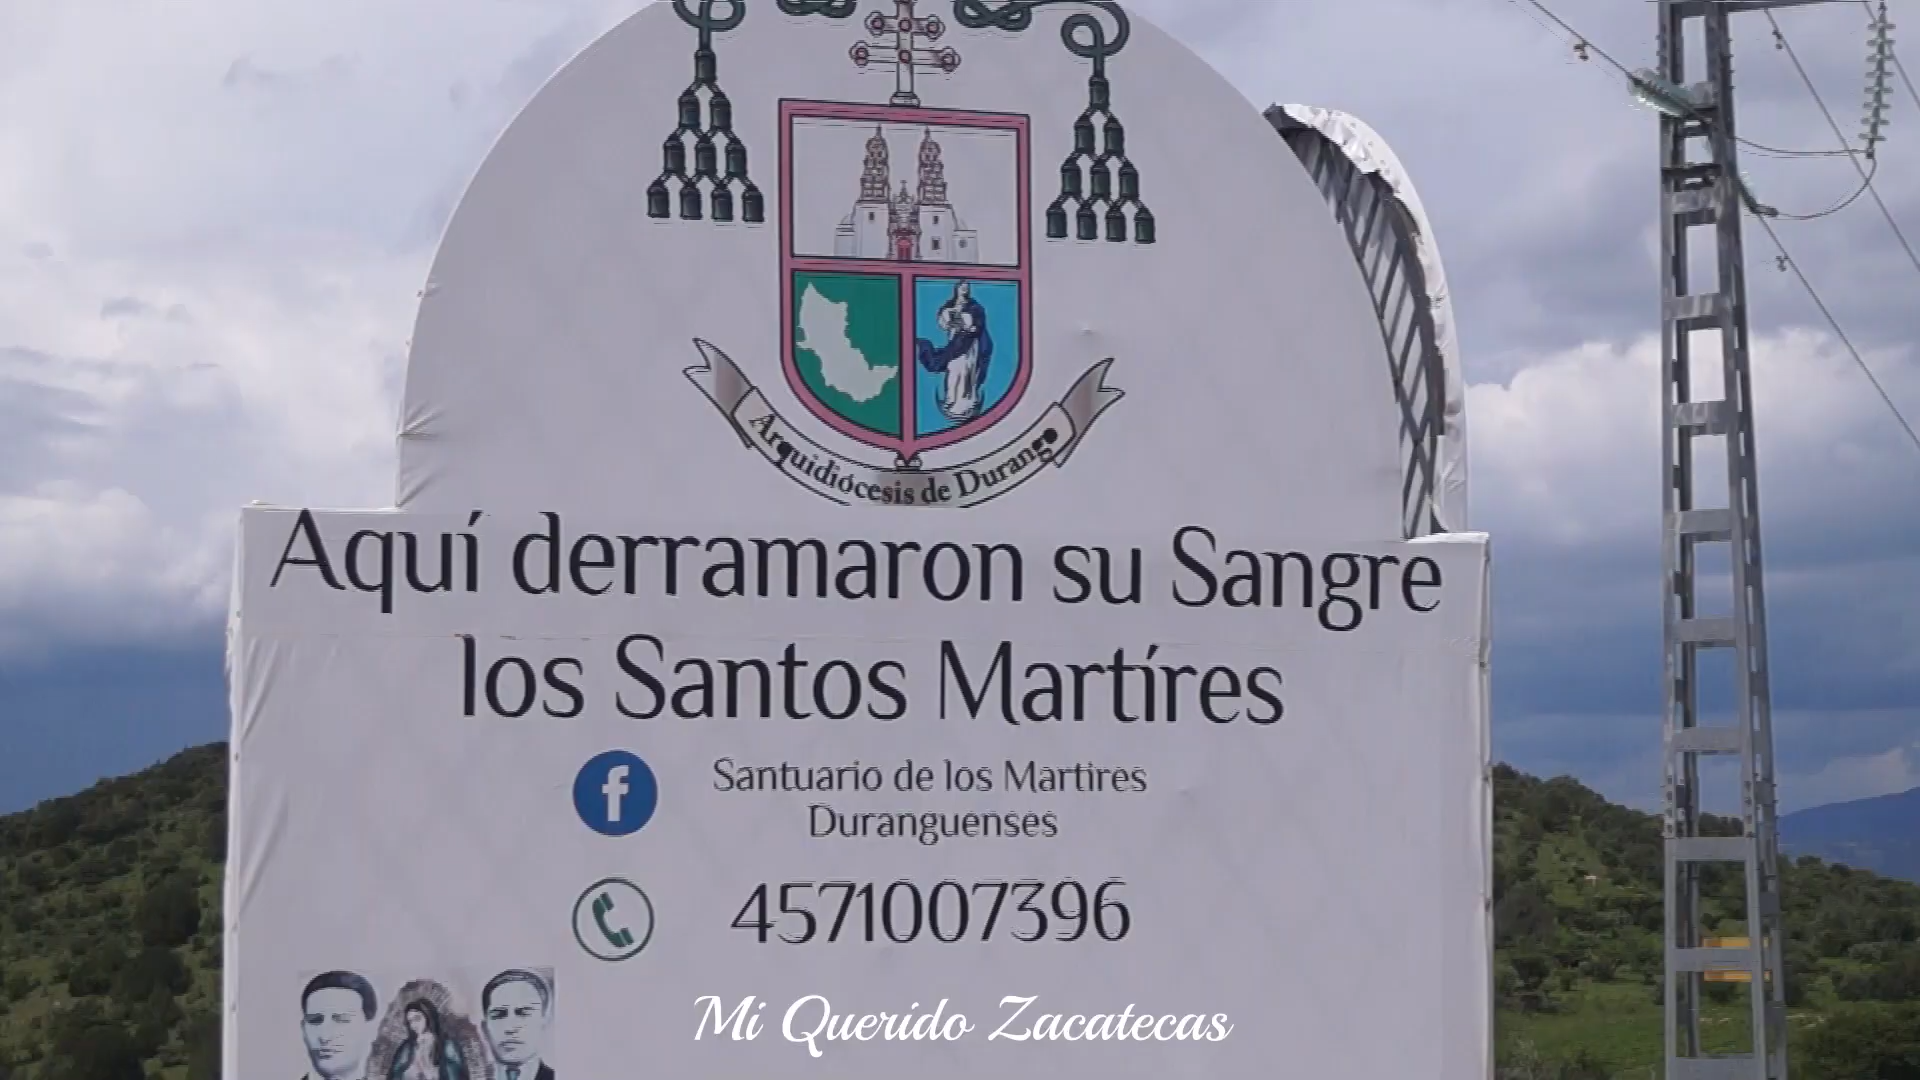 Arquidiócesis de Durango
Aquí derramaron su Sangre
los Santos Martíres
Santuario de los Martires
Duranguenses
4571007396
Mi Querido Zacatecas